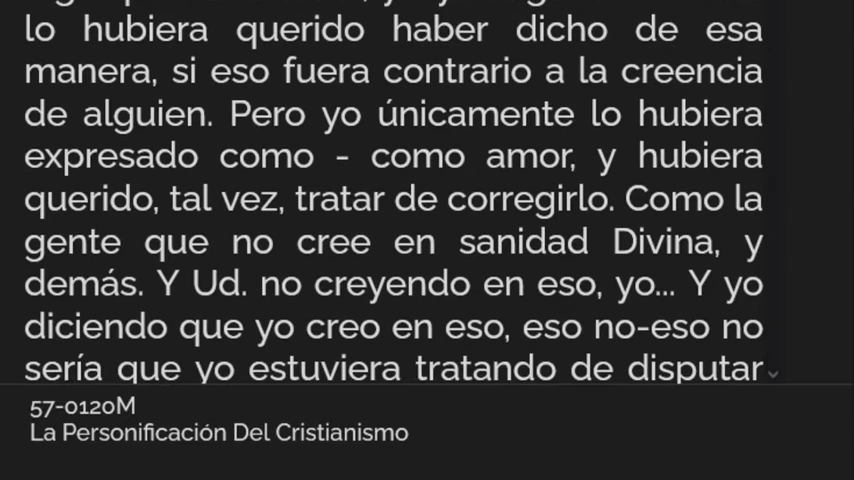 lo hubiera querido haber dicho de esa
manera, si eso fuera contrario a la creencia
de alguien. Pero yo únicamente lo hubiera
expresado como - como amor, y hubiera
querido, tal vez, tratar de corregirlo. Como la
gente que no cree en sanidad Divina, y
demás. Y Ud. no creyendo en eso, yo... Y yo
diciendo que yo creo en eso, eso no-eso no
sería que yo estuviera tratando de disputar
57-0120M
La Personificación Del Cristianismo